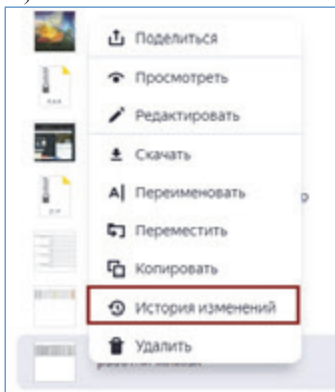 Поделиться
Просмотреть
Редактировать
Скачать
Переименовать
Переместить
Копировать
История изменений
Удалить